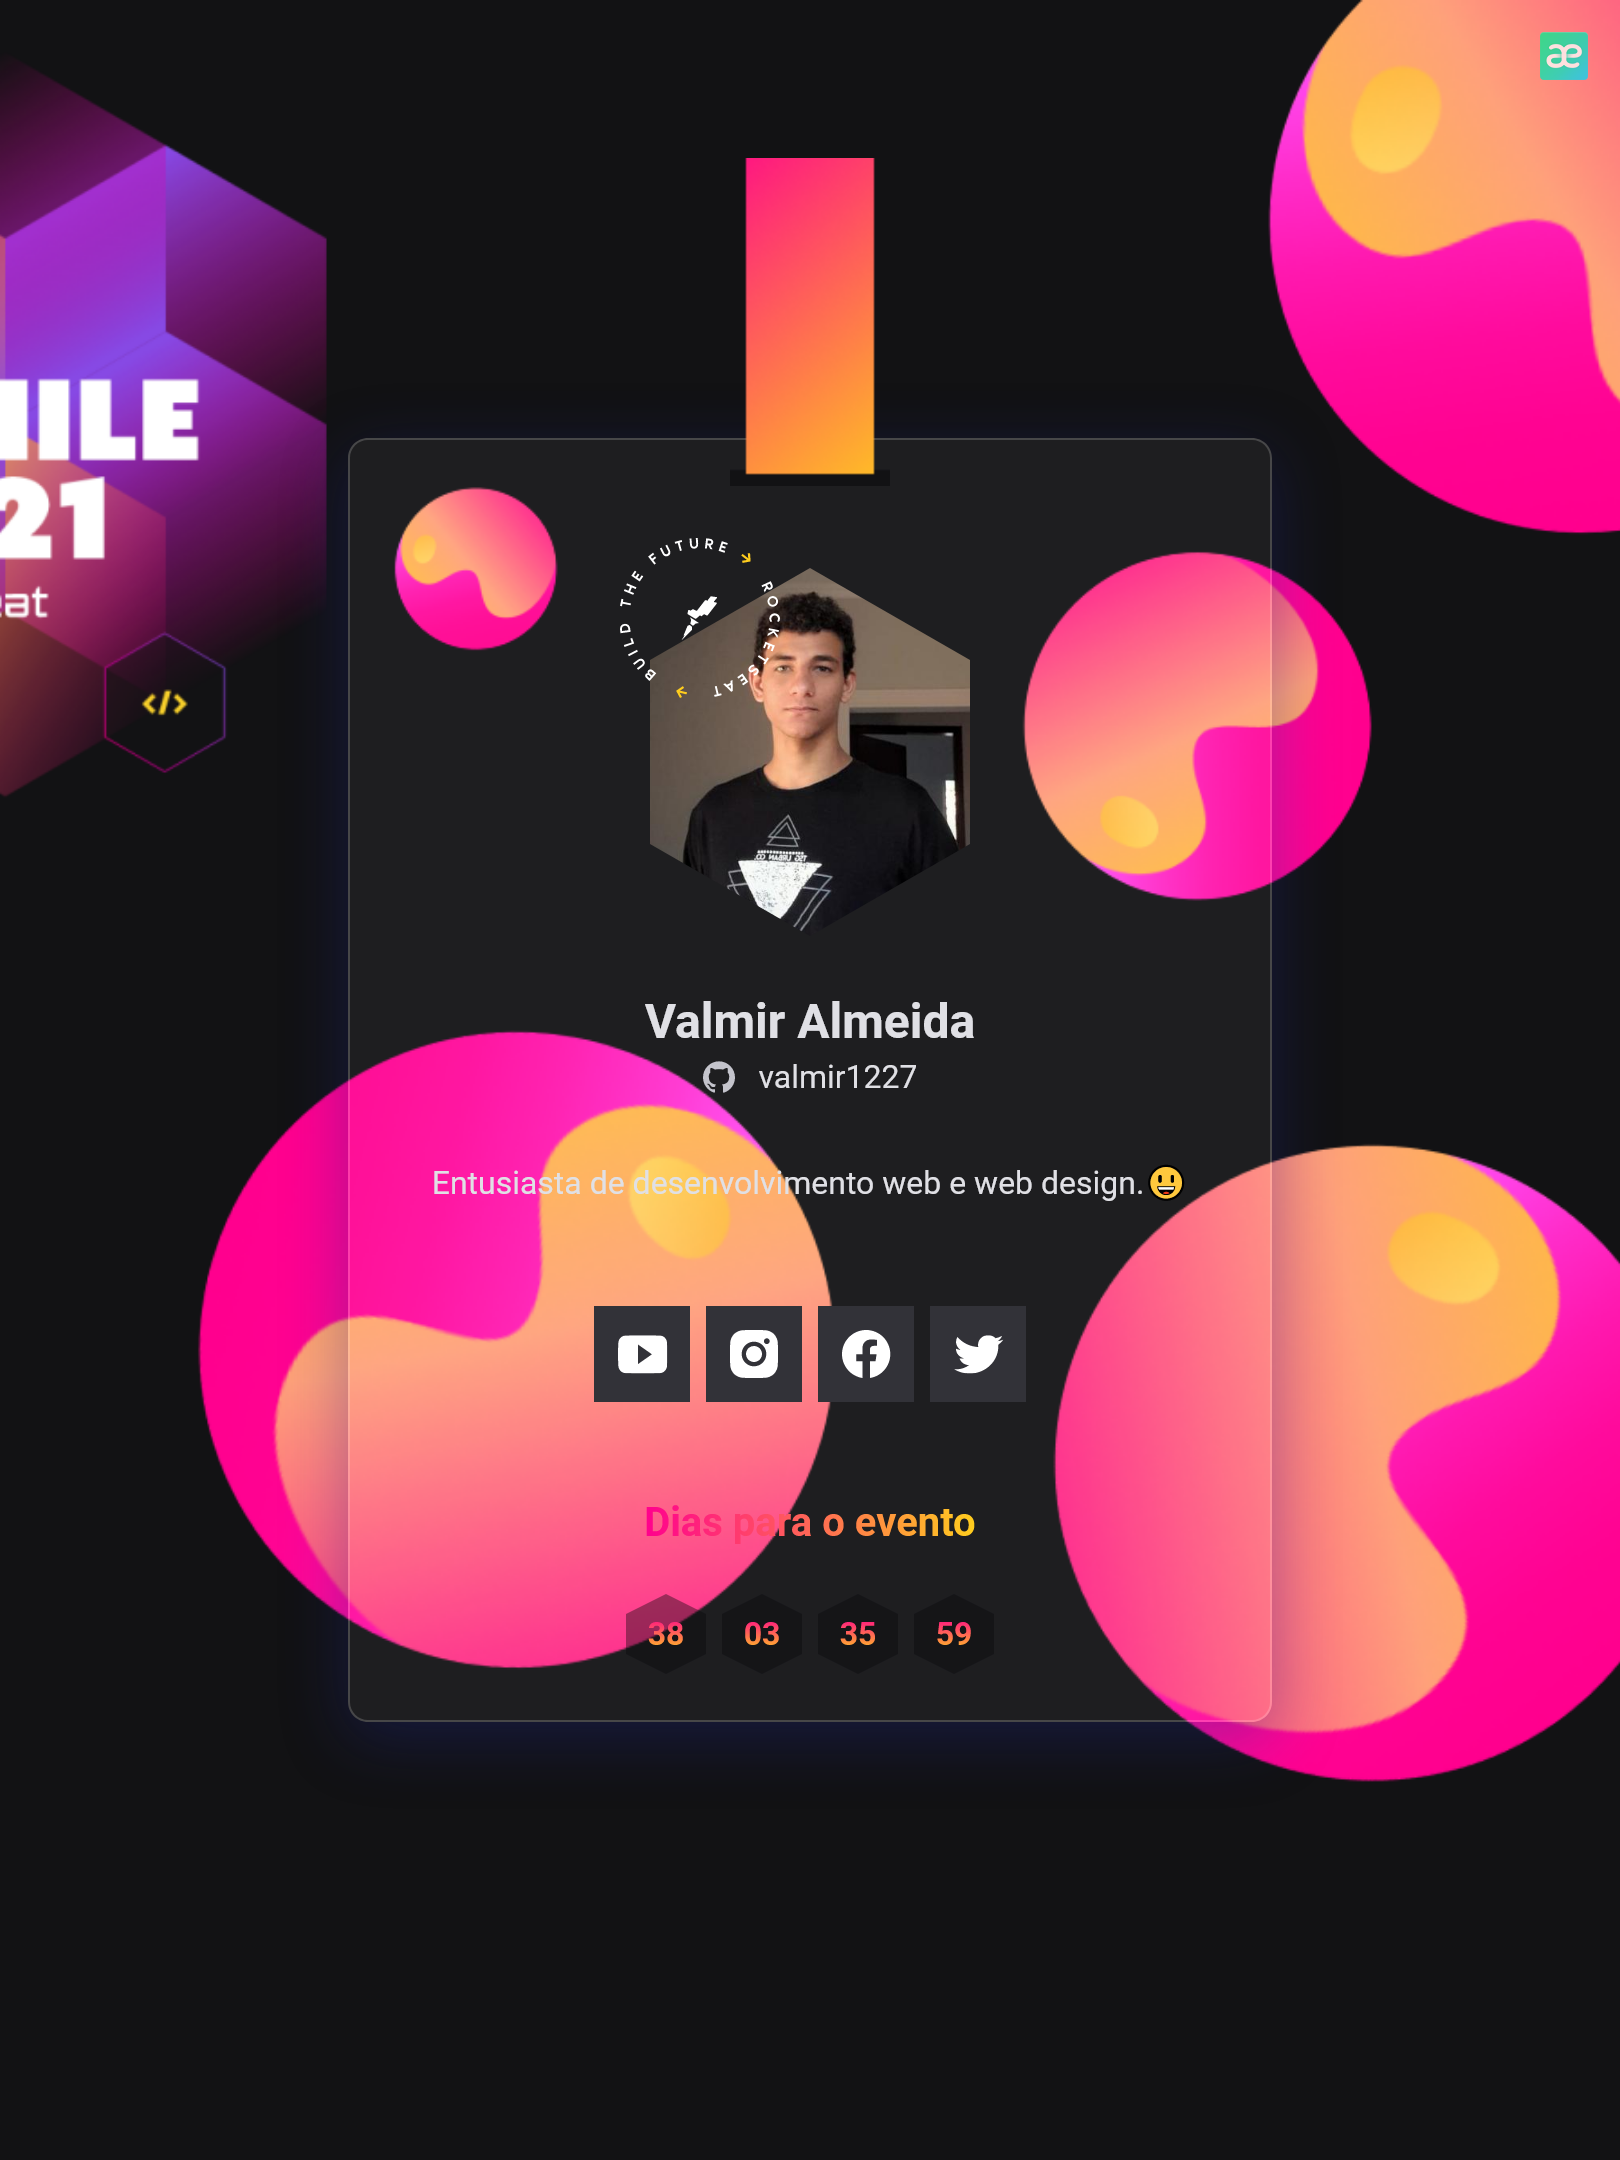 æ
NILE
21
eat
</>
BUILD THE FUTURE → ROCKETSEAT →
Valmir Almeida
valmir1227
Entusiasta de desenvolvimento web e web design.😃
Dias para o evento
38 03 35 59